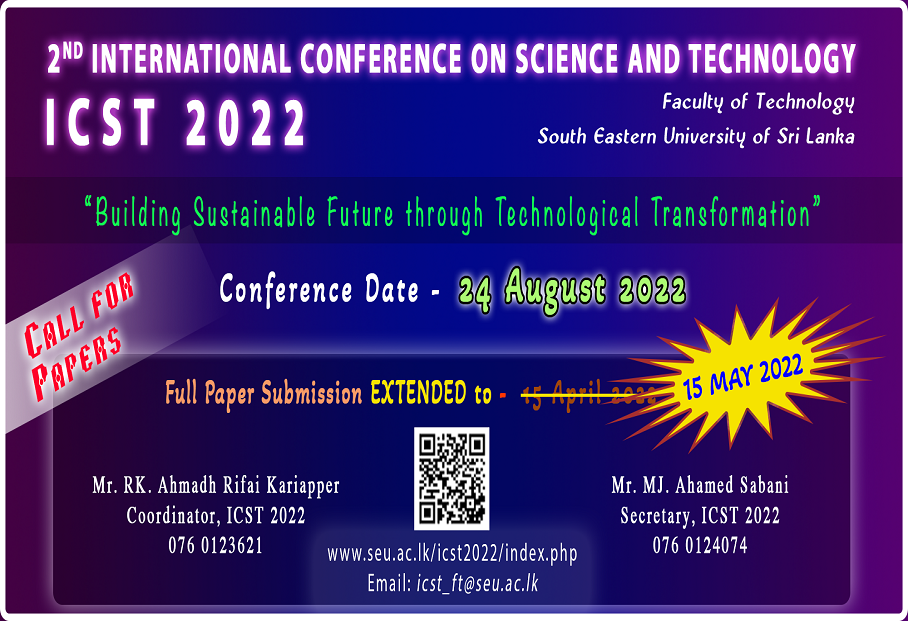 2ND INTERNATIONAL CONFERENCE ON SCIENCE AND TECHNOLOGY
ICST 2022
Faculty of Technology
South Eastern University of Sri Lanka
“Building Sustainable Future through Technological Transformation”
CALL FOR
PAPERS
Conference Date - 24 August 2022
Full Paper Submission EXTENDED to - 15 April 2022 15 MAY 2022
Mr. RK. Ahmadh Rifai Kariapper
Coordinator, ICST 2022
076 0123621
Mr. MJ. Ahamed Sabani
Secretary, ICST 2022
076 0124074
www.seu.ac.lk/icst2022/index.php
Email: icst_ft@seu.ac.lk